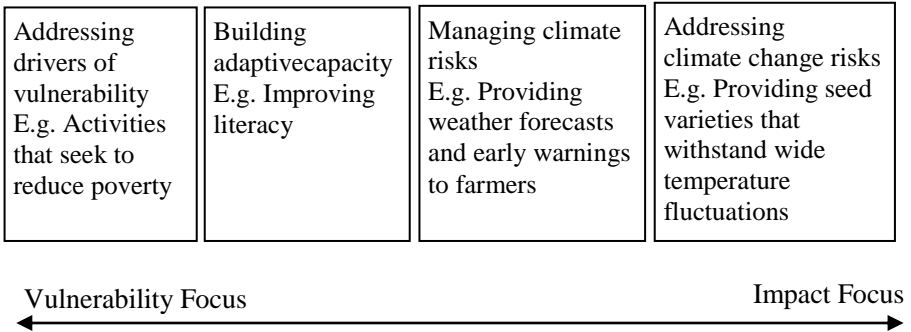 Addressing
drivers of
vulnerability
E.g. Activities
that seek to
reduce poverty
Building
adaptivecapacity
E.g. Improving
literacy
Managing climate
risks
E.g. Providing
weather forecasts
and early warnings
to farmers
Addressing
climate change risks
E.g. Providing seed
varieties that
withstand wide
temperature
fluctuations
Vulnerability Focus
Impact Focus